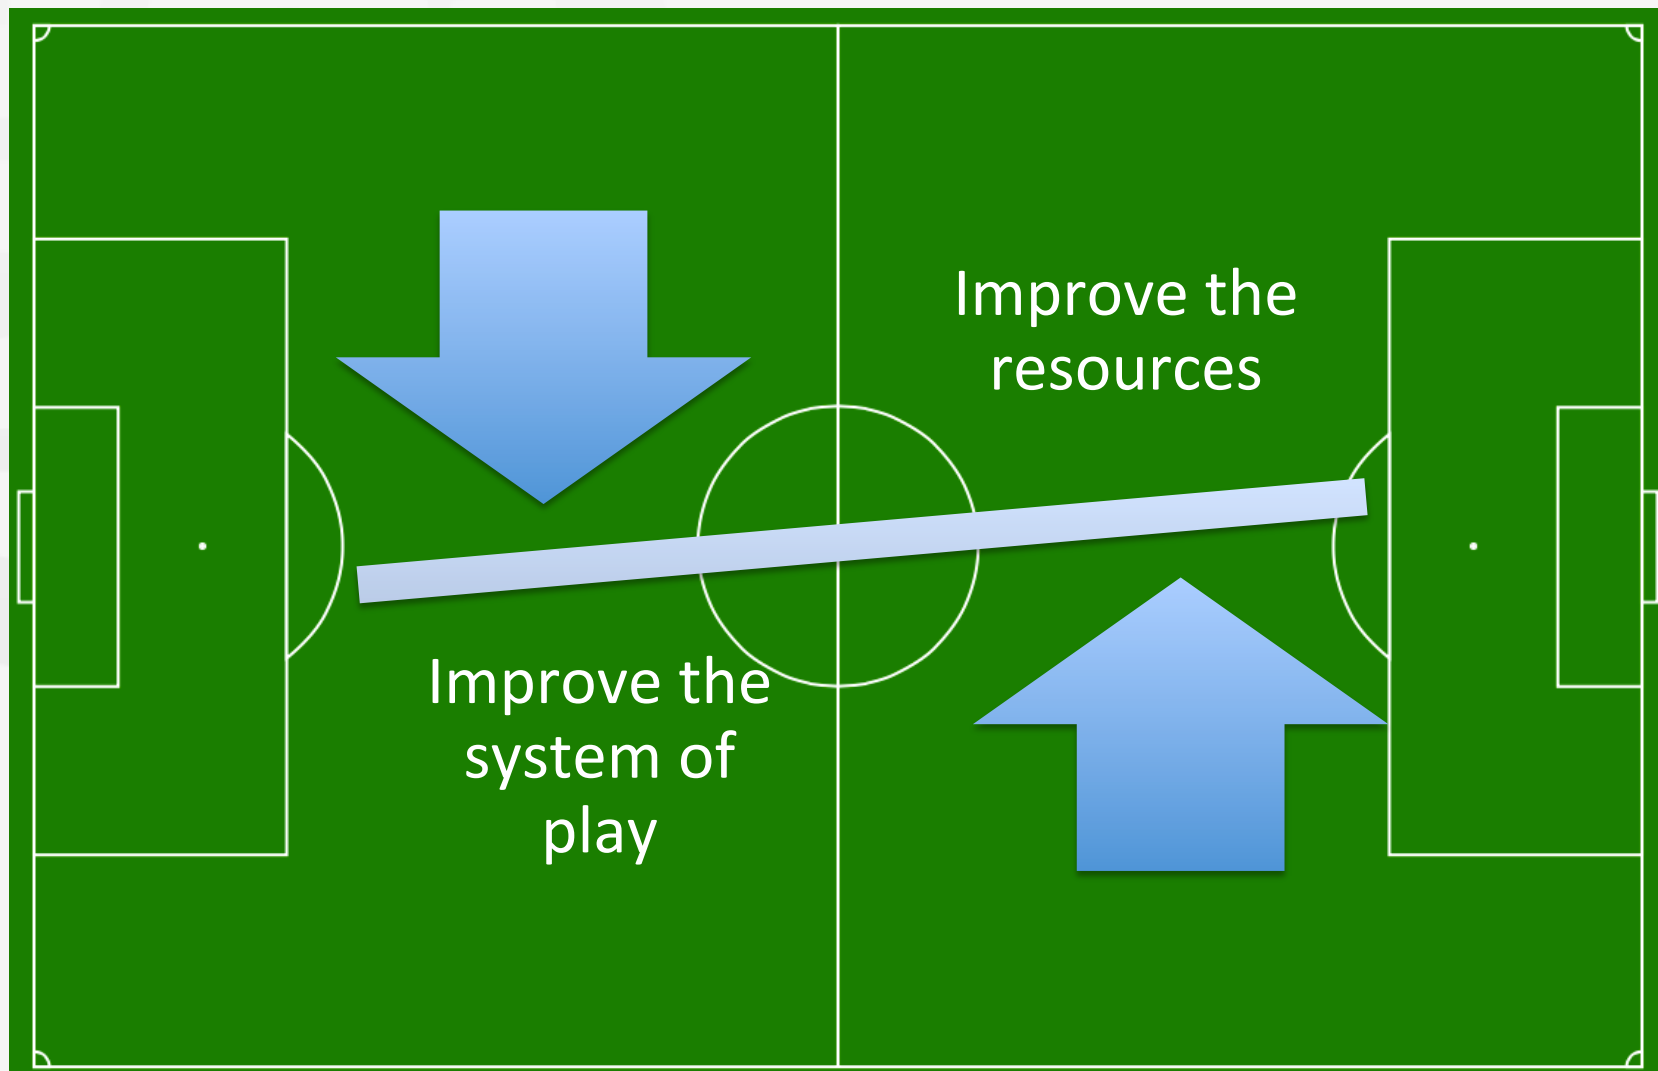 Improve the
resources
Improve the
system of
play